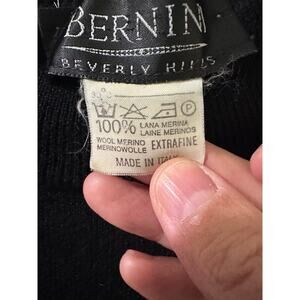 BERNINI
BEVERLY HILLS
100% LANA MERINA
LAINE MERINOS
WOOL MERINO
MERINOWOLLE EXTRAFINE
MADE IN ITALY